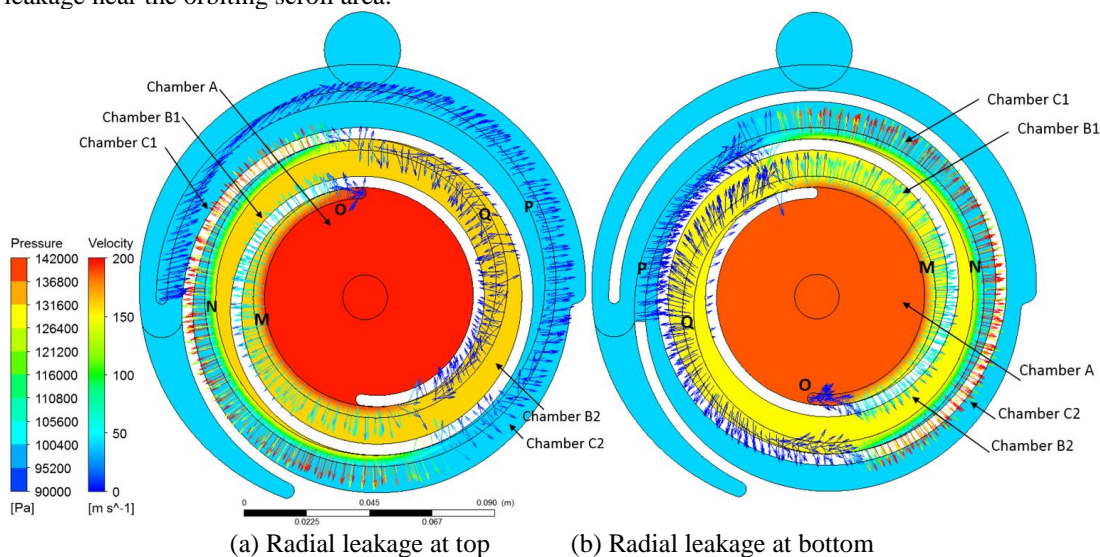 leakage near the orbiting scroll area.
Chamber A
Chamber B1
Chamber C1
O
Q
P
N
M
Chamber B2
Chamber C2
Pressure
142000
136800
131600
126400
121200
116000
110800
105600
100400
95200
90000
[Pa]
Velocity
200
150
100
50
0
[m s^-1]
0
0.045
0.090 (m)
0.0225
0.067
Chamber C1
Chamber B1
P
Q
M
N
O
Chamber A
Chamber C2
Chamber B2
(a) Radial leakage at top
(b) Radial leakage at bottom